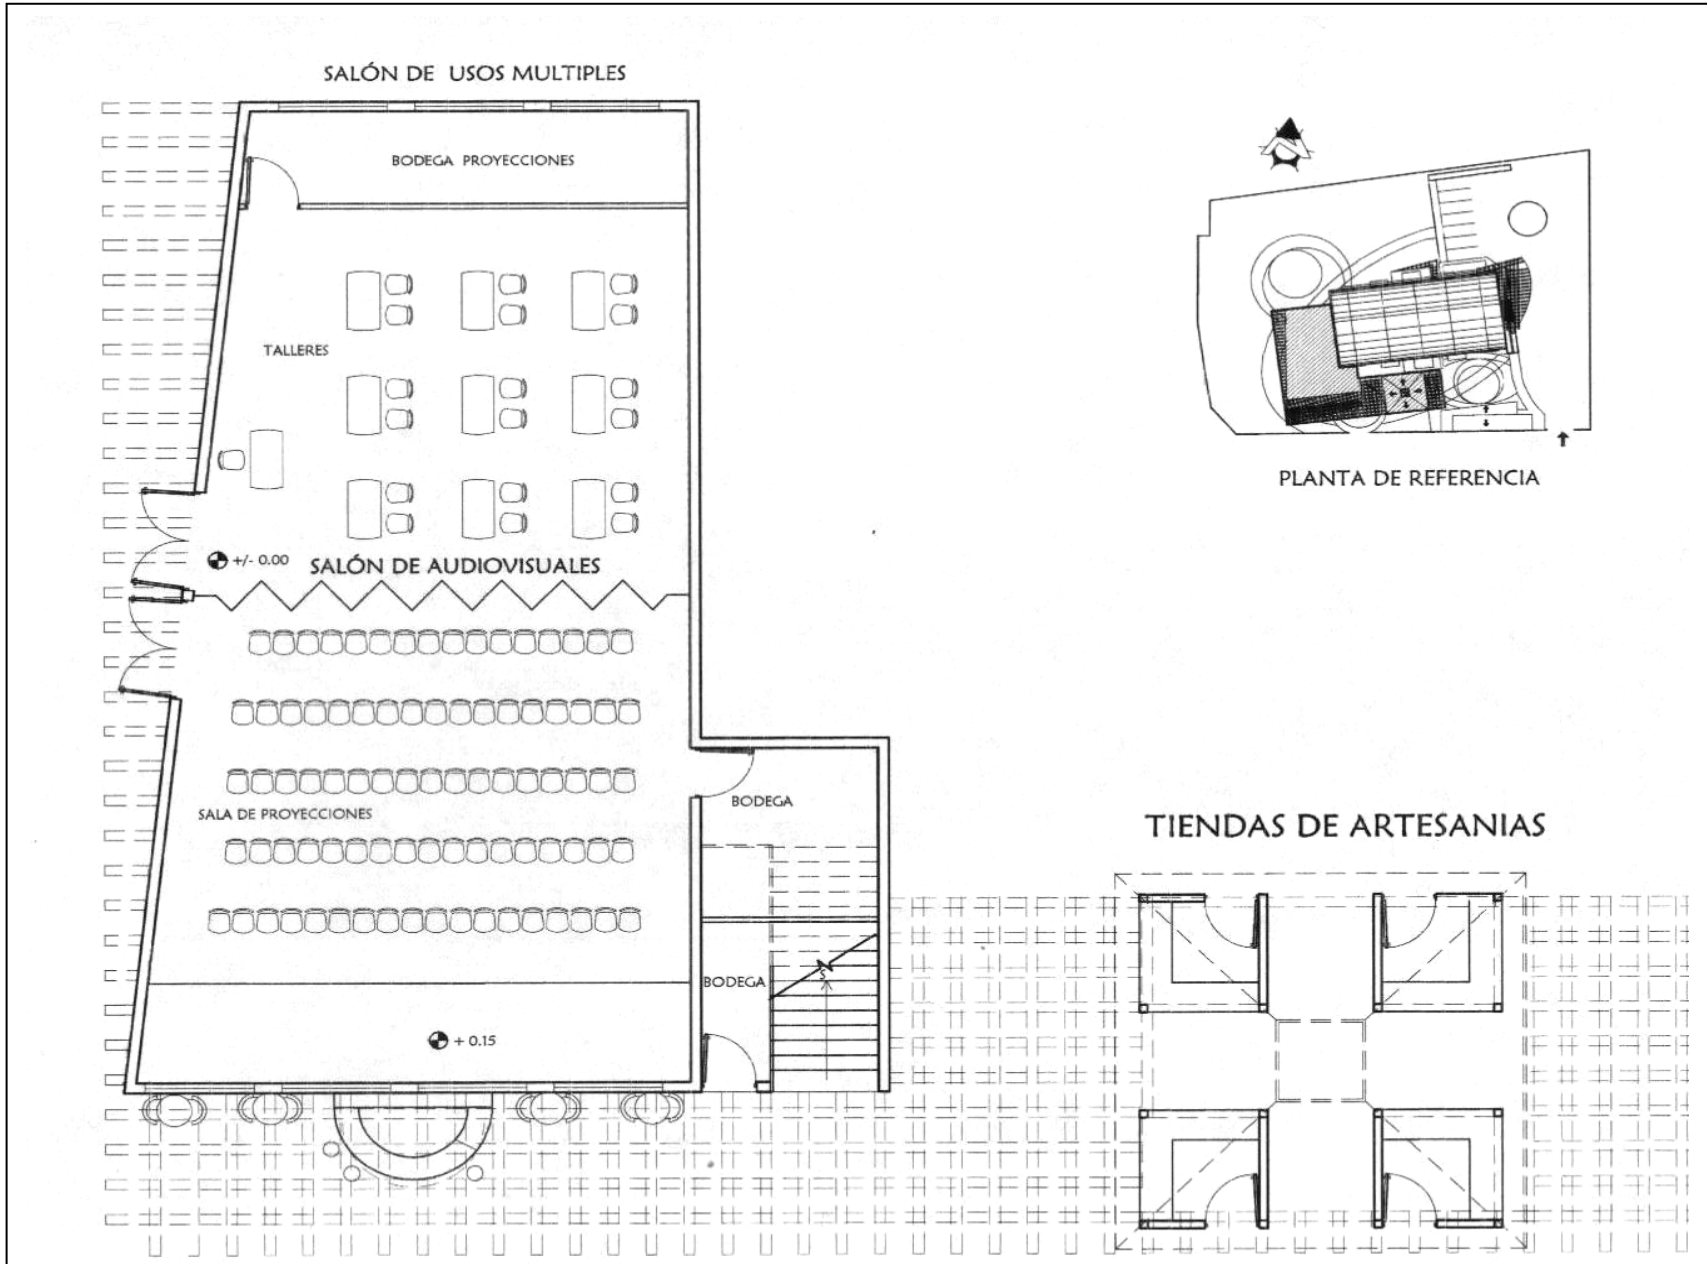 SALÓN DE USOS MULTIPLES
BODEGA PROYECCIONES
TALLERES
PLANTA DE REFERENCIA
+/- 0.00
SALÓN DE AUDIOVISUALES
SALA DE PROYECCIONES
BODEGA
TIENDAS DE ARTESANIAS
BODEGA
S
+ 0.15